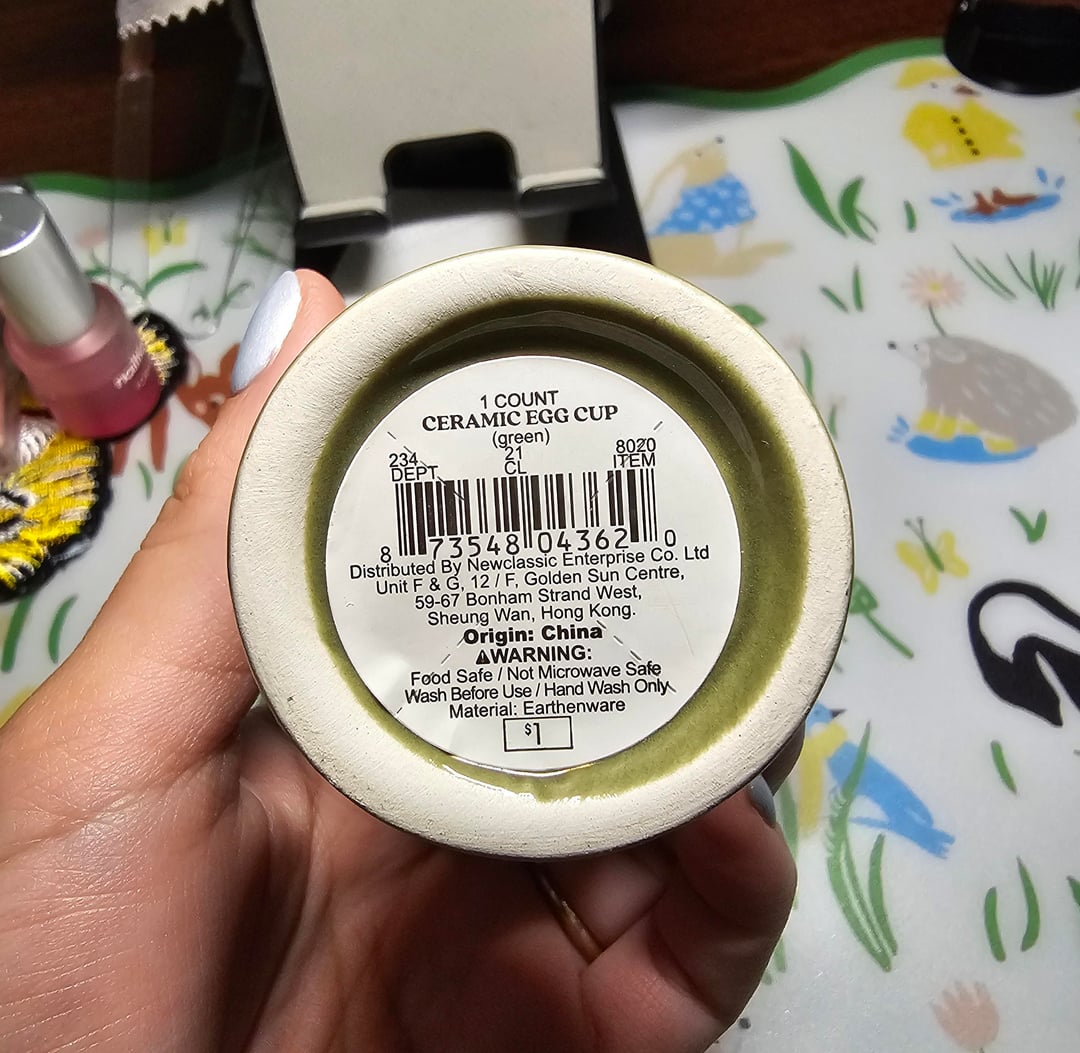 1 COUNT
CERAMIC EGG CUP
(green)
234 21 8020
DEPT CL ITEM
8 73548 04362 0
Distributed By Newclassic Enterprise Co. Ltd
Unit F & G, 12 / F, Golden Sun Centre,
59-67 Bonham Strand West,
Sheung Wan, Hong Kong.
Origin: China
⚠WARNING:
Food Safe / Not Microwave Safe
Wash Before Use / Hand Wash Only
Material: Earthenware
$1